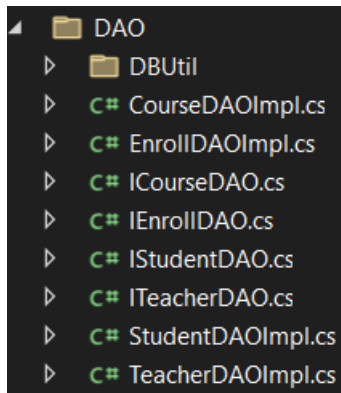 DAO
DBUtil
C# CourseDAOImpl.cs
C# EnrollDAOImpl.cs
C# ICourseDAO.cs
C# IEnrollDAO.cs
C# IStudentDAO.cs
C# ITeacherDAO.cs
C# StudentDAOImpl.cs
C# TeacherDAOImpl.cs